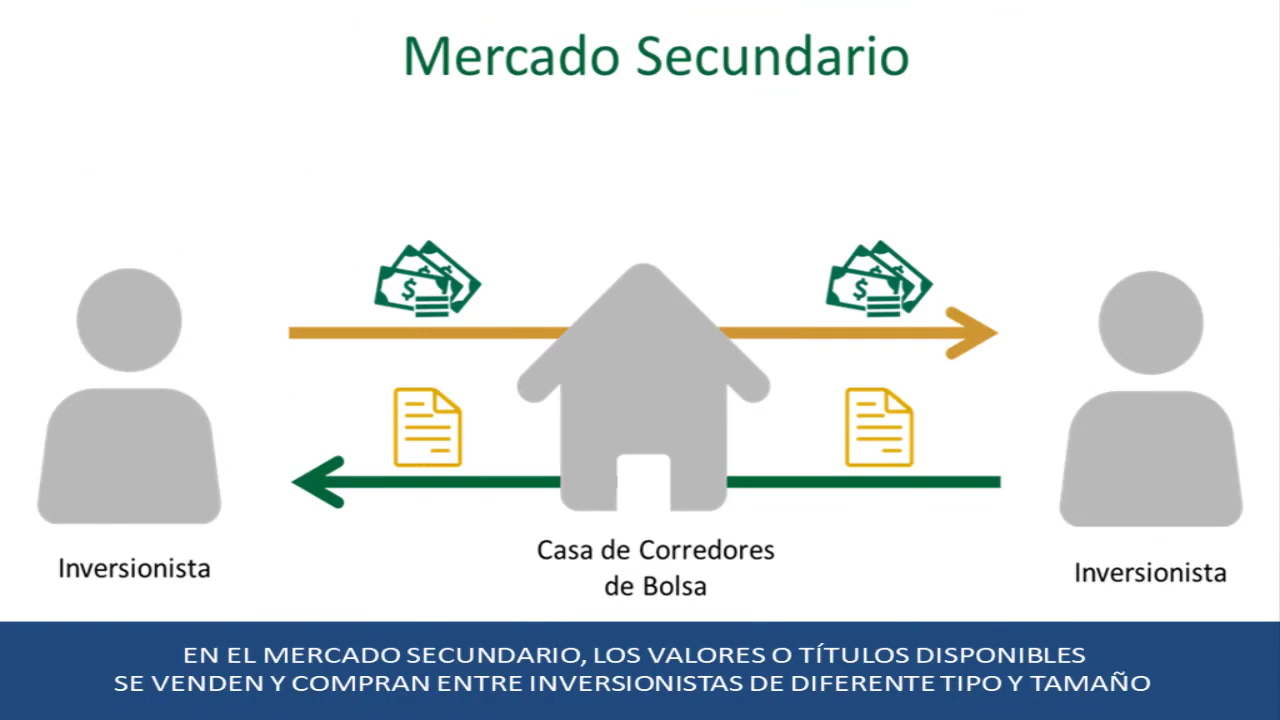 Mercado Secundario
$
$
Inversionista
Casa de Corredores
de Bolsa
Inversionista
EN EL MERCADO SECUNDARIO, LOS VALORES O TÍTULOS DISPONIBLES
SE VENDEN Y COMPRAN ENTRE INVERSIONISTAS DE DIFERENTE TIPO Y TAMAÑO